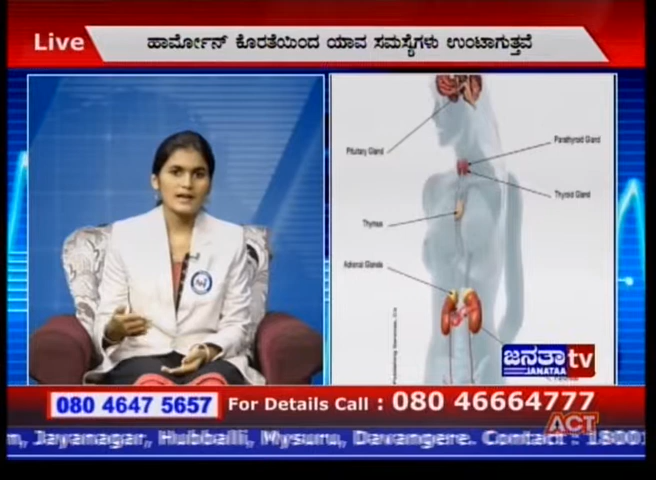 Live
ಹಾರ್ಮೋನ್ ಕೊರತೆಯಿಂದ ಯಾವ ಸಮಸ್ಯೆಗಳು ಉಂಟಾಗುತ್ತವೆ
Pituitary Gland
Parathyroid Gland
Thyroid Gland
Thymus
Adrenal Glands
ಜನತಾ tv
JANATAA
080 4647 5657
For Details Call : 080 46664777
ACT
m, Jayanagar, Hubballi, Mysuru, Davangere. Contact : 1800